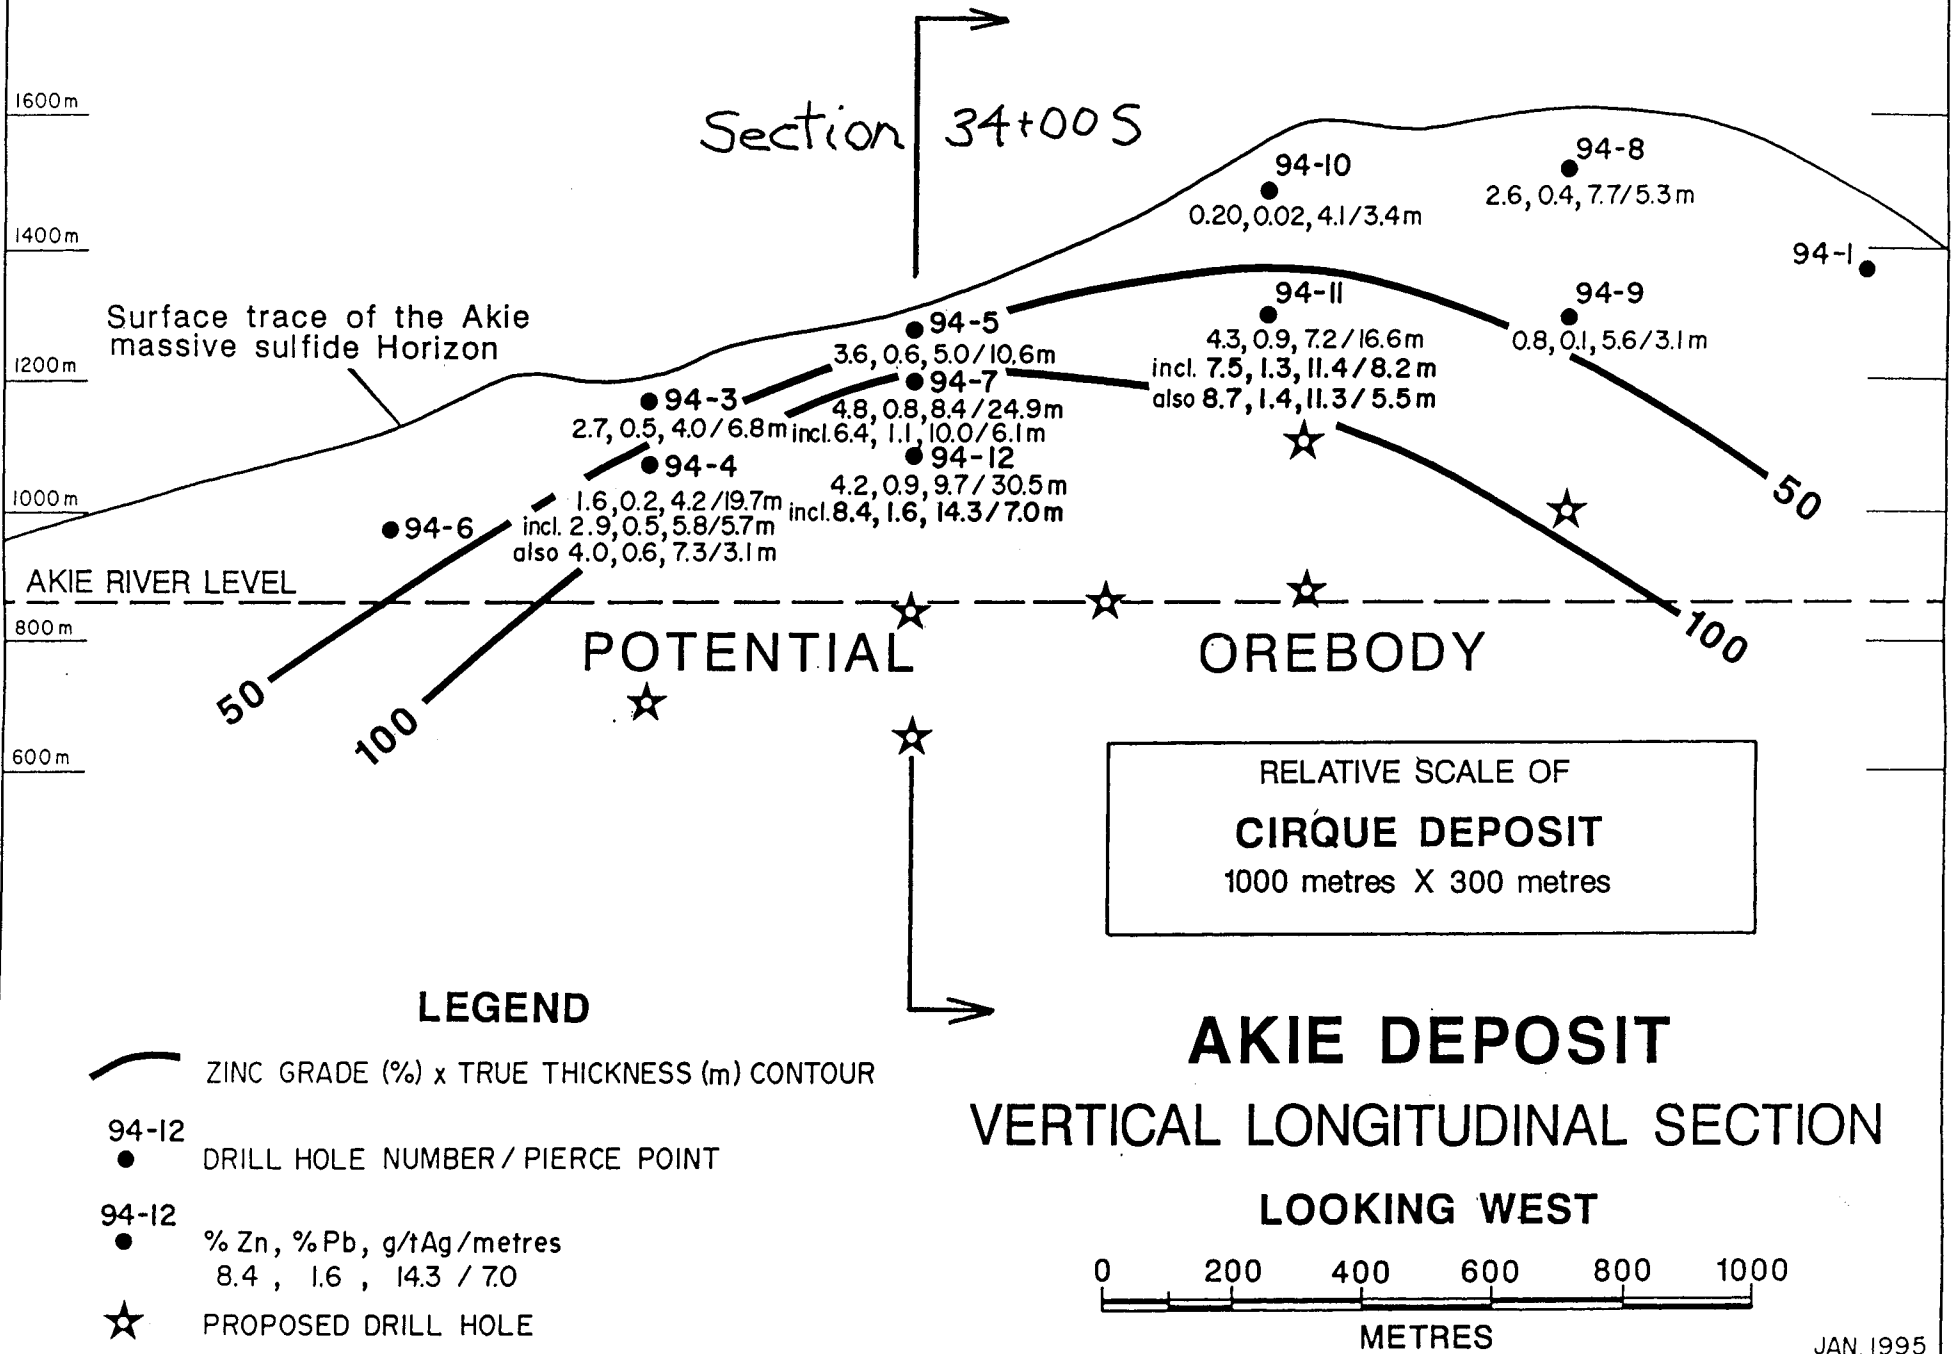 Section 34+00S
1600m
1400m
1200m
1000m
800m
600m
94-10
0.20, 0.02, 4.1/3.4m
94-8
2.6, 0.4, 7.7/5.3m
94-1
Surface trace of the Akie
massive sulfide Horizon
94-5
3.6, 0.6, 5.0/10.6m
94-11
4.3, 0.9, 7.2/16.6m
incl. 7.5, 1.3, 11.4/8.2m
also 8.7, 1.4, 11.3/5.5m
94-9
0.8, 0.1, 5.6/3.1m
94-3
2.7, 0.5, 4.0/6.8m
94-7
4.8, 0.8, 8.4/24.9m
incl. 6.4, 1.1, 10.0/6.1m
94-4
1.6, 0.2, 4.2/19.7m
incl. 2.9, 0.5, 5.8/5.7m
also 4.0, 0.6, 7.3/3.1m
94-12
4.2, 0.9, 9.7/30.5m
incl. 8.4, 1.6, 14.3/7.0m
94-6
AKIE RIVER LEVEL
50
100
50
100
POTENTIAL OREBODY
RELATIVE SCALE OF
CIRQUE DEPOSIT
1000 metres X 300 metres
LEGEND
ZINC GRADE (%) x TRUE THICKNESS (m) CONTOUR
94-12
DRILL HOLE NUMBER / PIERCE POINT
94-12
% Zn, % Pb, g/tAg/metres
8.4 , 1.6 , 14.3 / 7.0
PROPOSED DRILL HOLE
AKIE DEPOSIT
VERTICAL LONGITUDINAL SECTION
LOOKING WEST
0 200 400 600 800 1000
METRES
JAN. 1995